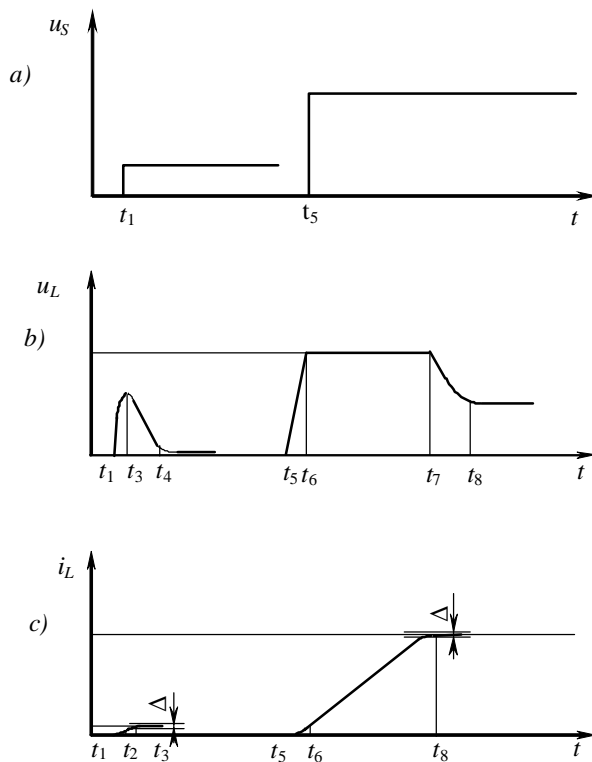 u_S
a)
t_1 t_5 t
u_L
b)
t_1 t_3 t_4 t_5 t_6 t_7 t_8 t
i_L
Δ
c)
Δ
t_1 t_2 t_3 t_5 t_6 t_8 t